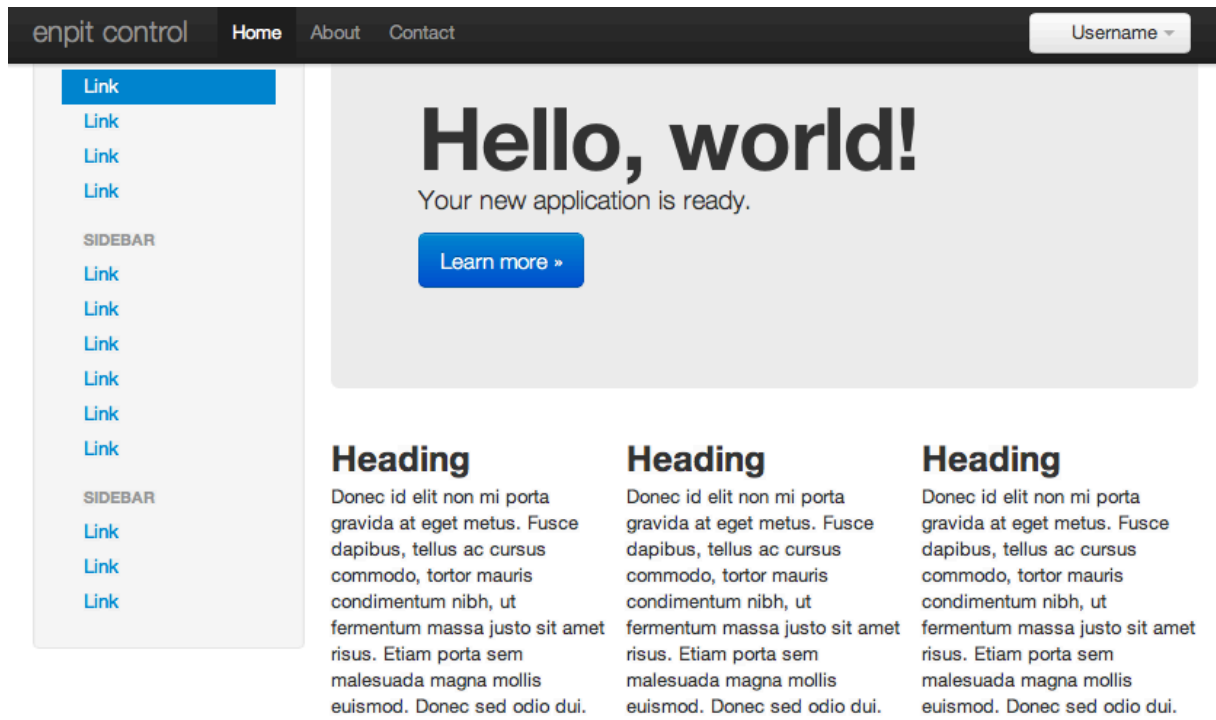 enpit control Home About Contact Username
Link
Link
Link
Link
SIDEBAR
Link
Link
Link
Link
Link
Link
SIDEBAR
Link
Link
Link
Hello, world!
Your new application is ready.
Learn more »
Heading
Donec id elit non mi porta
gravida at eget metus. Fusce
dapibus, tellus ac cursus
commodo, tortor mauris
condimentum nibh, ut
fermentum massa justo sit amet
risus. Etiam porta sem
malesuada magna mollis
euismod. Donec sed odio dui.
Heading
Donec id elit non mi porta
gravida at eget metus. Fusce
dapibus, tellus ac cursus
commodo, tortor mauris
condimentum nibh, ut
fermentum massa justo sit amet
risus. Etiam porta sem
malesuada magna mollis
euismod. Donec sed odio dui.
Heading
Donec id elit non mi porta
gravida at eget metus. Fusce
dapibus, tellus ac cursus
commodo, tortor mauris
condimentum nibh, ut
fermentum massa justo sit amet
risus. Etiam porta sem
malesuada magna mollis
euismod. Donec sed odio dui.